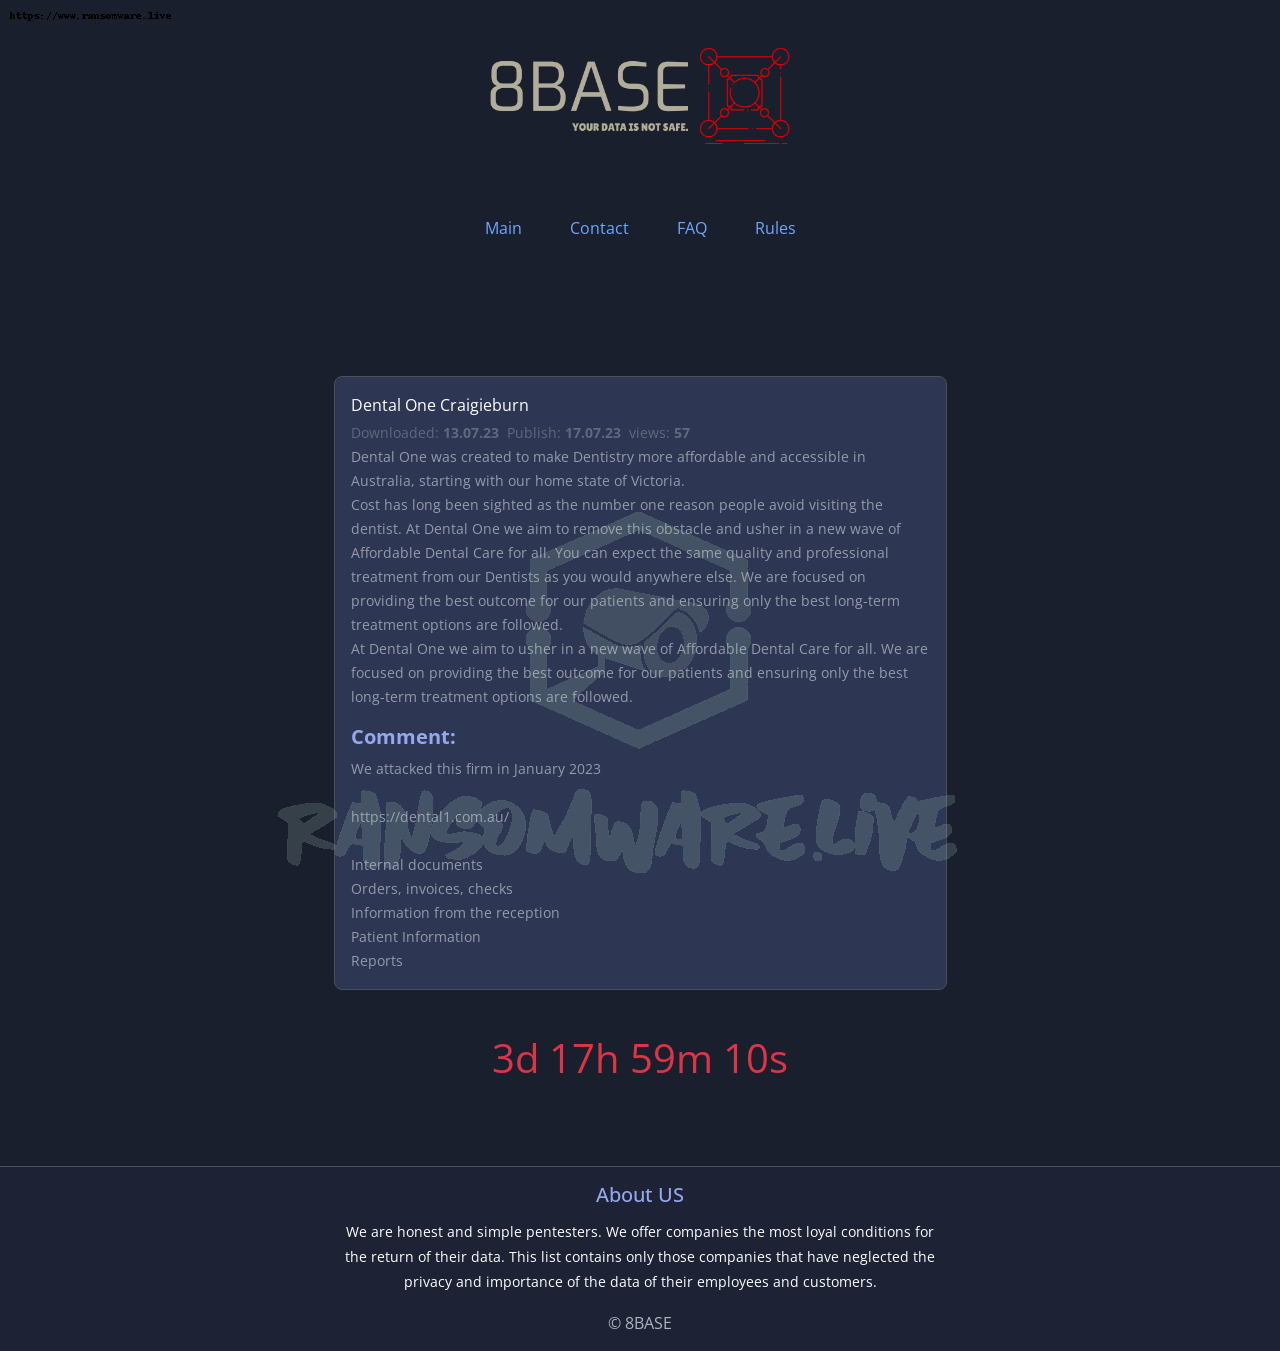 https://www.ransomware.live
8BASE
YOUR DATA IS NOT SAFE.
Main Contact FAQ Rules
Dental One Craigieburn
Downloaded: 13.07.23 Publish: 17.07.23 views: 57
Dental One was created to make Dentistry more affordable and accessible in
Australia, starting with our home state of Victoria.
Cost has long been sighted as the number one reason people avoid visiting the
dentist. At Dental One we aim to remove this obstacle and usher in a new wave of
Affordable Dental Care for all. You can expect the same quality and professional
treatment from our Dentists as you would anywhere else. We are focused on
providing the best outcome for our patients and ensuring only the best long-term
treatment options are followed.
At Dental One we aim to usher in a new wave of Affordable Dental Care for all. We are
focused on providing the best outcome for our patients and ensuring only the best
long-term treatment options are followed.
Comment:
We attacked this firm in January 2023
RANSOMWARE.LIVE
https://dental1.com.au/
Internal documents
Orders, invoices, checks
Information from the reception
Patient Information
Reports
3d 17h 59m 10s
About US
We are honest and simple pentesters. We offer companies the most loyal conditions for
the return of their data. This list contains only those companies that have neglected the
privacy and importance of the data of their employees and customers.
© 8BASE